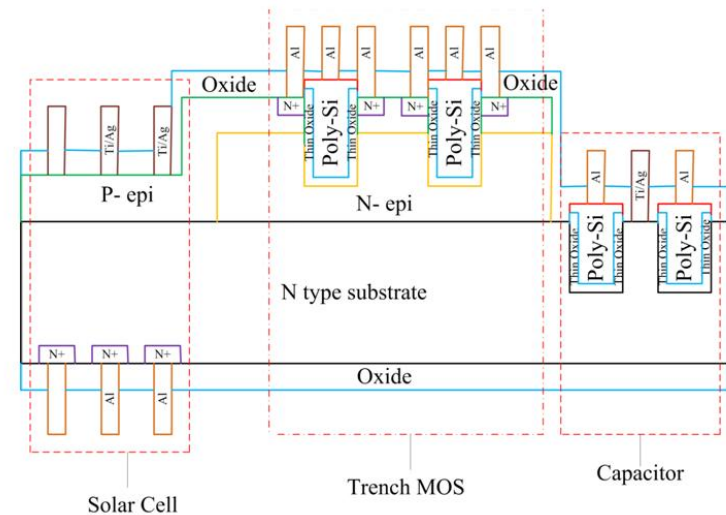 Al
Al
Al
Al
Al
Al
Oxide
Oxide
N+
N+
N+
N+
Thin Oxide
Poly-Si
Thin Oxide
Thin Oxide
Poly-Si
Thin Oxide
Ti/Ag
Ti/Ag
P- epi
N- epi
Al
Ti/Ag
Al
Thin Oxide
Poly-Si
Thin Oxide
Thin Oxide
Poly-Si
Thin Oxide
N type substrate
N+
N+
N+
Oxide
Al
Al
Solar Cell
Trench MOS
Capacitor